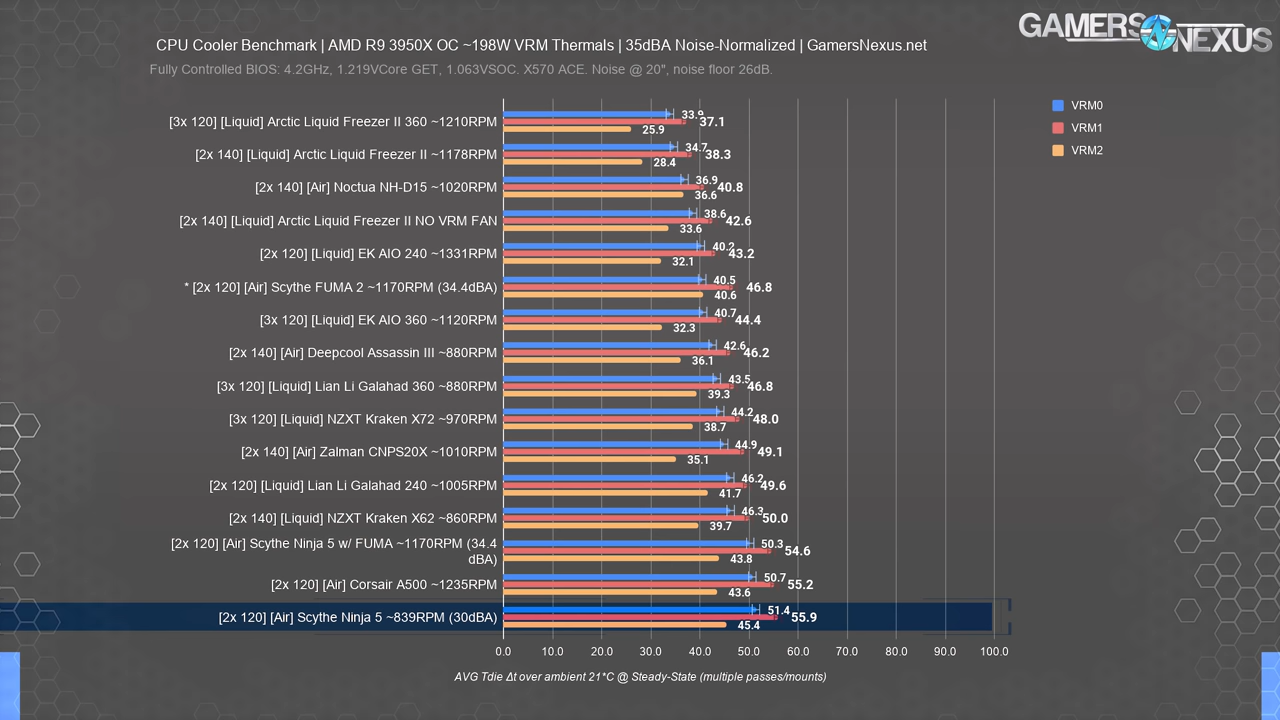 GAMERS NEXUS
CPU Cooler Benchmark | AMD R9 3950X OC ~198W VRM Thermals | 35dBA Noise-Normalized | GamersNexus.net
Fully Controlled BIOS: 4.2GHz, 1.219VCore GET, 1.063VSOC. X570 ACE. Noise @ 20", noise floor 26dB.
VRM0
VRM1
VRM2
[3x 120] [Liquid] Arctic Liquid Freezer II 360 ~1210RPM 33.9 37.1 25.9
[2x 140] [Liquid] Arctic Liquid Freezer II ~1178RPM 34.7 38.3 28.4
[2x 140] [Air] Noctua NH-D15 ~1020RPM 36.9 40.8 36.6
[2x 140] [Liquid] Arctic Liquid Freezer II NO VRM FAN 38.6 42.6 33.6
[2x 120] [Liquid] EK AIO 240 ~1331RPM 40.2 43.2 32.1
* [2x 120] [Air] Scythe FUMA 2 ~1170RPM (34.4dBA) 40.5 46.8 40.6
[3x 120] [Liquid] EK AIO 360 ~1120RPM 40.7 44.4 32.3
[2x 140] [Air] Deepcool Assassin III ~880RPM 42.6 46.2 36.1
[3x 120] [Liquid] Lian Li Galahad 360 ~880RPM 43.5 46.8 39.3
[3x 120] [Liquid] NZXT Kraken X72 ~970RPM 44.2 48.0 38.7
[2x 140] [Air] Zalman CNPS20X ~1010RPM 44.9 49.1 35.1
[2x 120] [Liquid] Lian Li Galahad 240 ~1005RPM 46.2 49.6 41.7
[2x 140] [Liquid] NZXT Kraken X62 ~860RPM 46.3 50.0 39.7
[2x 120] [Air] Scythe Ninja 5 w/ FUMA ~1170RPM (34.4
dBA) 50.3 54.6 43.8
[2x 120] [Air] Corsair A500 ~1235RPM 50.7 55.2 43.6
[2x 120] [Air] Scythe Ninja 5 ~839RPM (30dBA) 51.4 55.9 45.4
0.0 10.0 20.0 30.0 40.0 50.0 60.0 70.0 80.0 90.0 100.0
AVG Tdie Δt over ambient 21*C @ Steady-State (multiple passes/mounts)